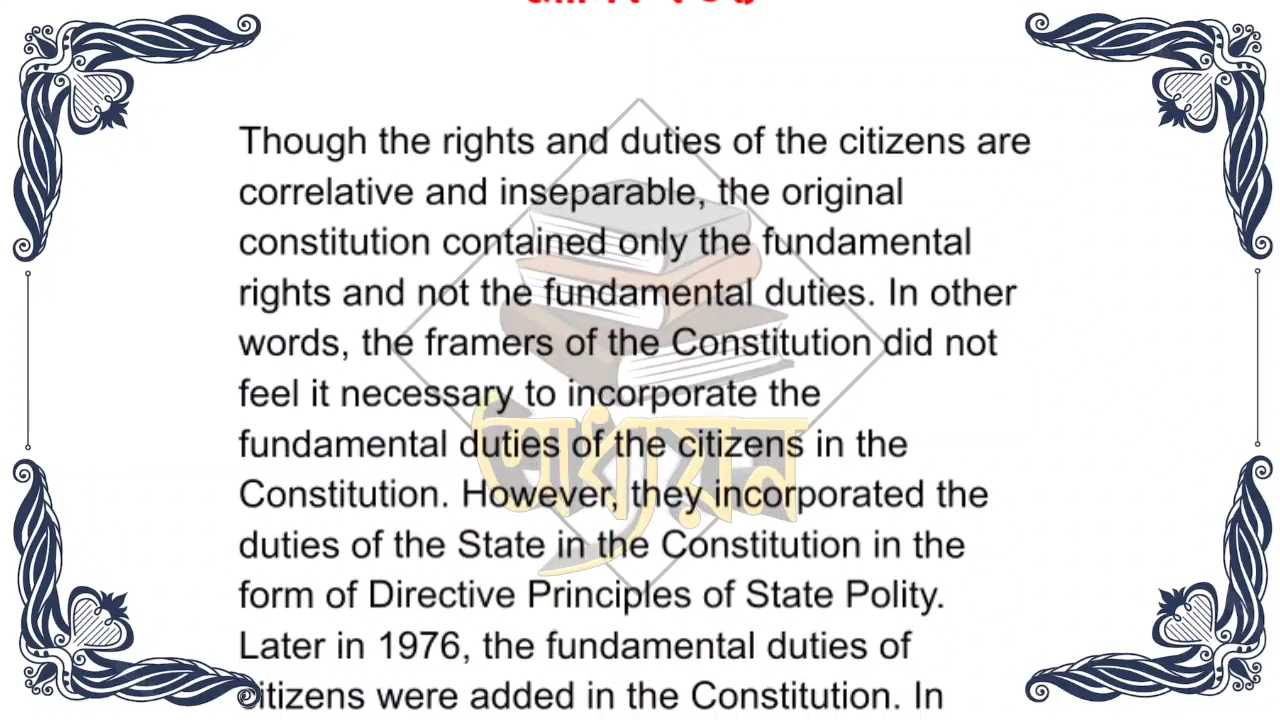 Though the rights and duties of the citizens are
correlative and inseparable, the original
constitution contained only the fundamental
rights and not the fundamental duties. In other
words, the framers of the Constitution did not
feel it necessary to incorporate the
fundamental duties of the citizens in the
Constitution. However, they incorporated the
duties of the State in the Constitution in the
form of Directive Principles of State Polity.
Later in 1976, the fundamental duties of
citizens were added in the Constitution. In
অধ্যয়ন